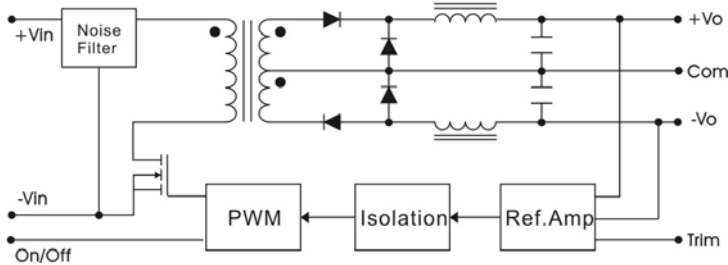 +Vin
Noise
Filter
+Vo
Com
-Vo
-Vin
PWM
Isolation
Ref.Amp
Trim
On/Off